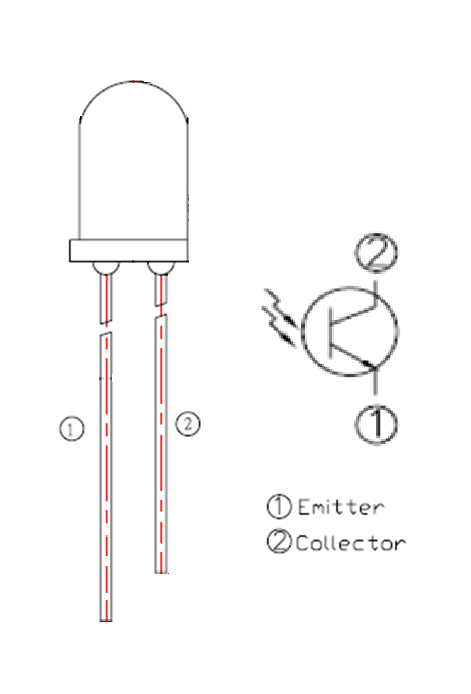 ②
① ②
①
① Emitter
② Collector